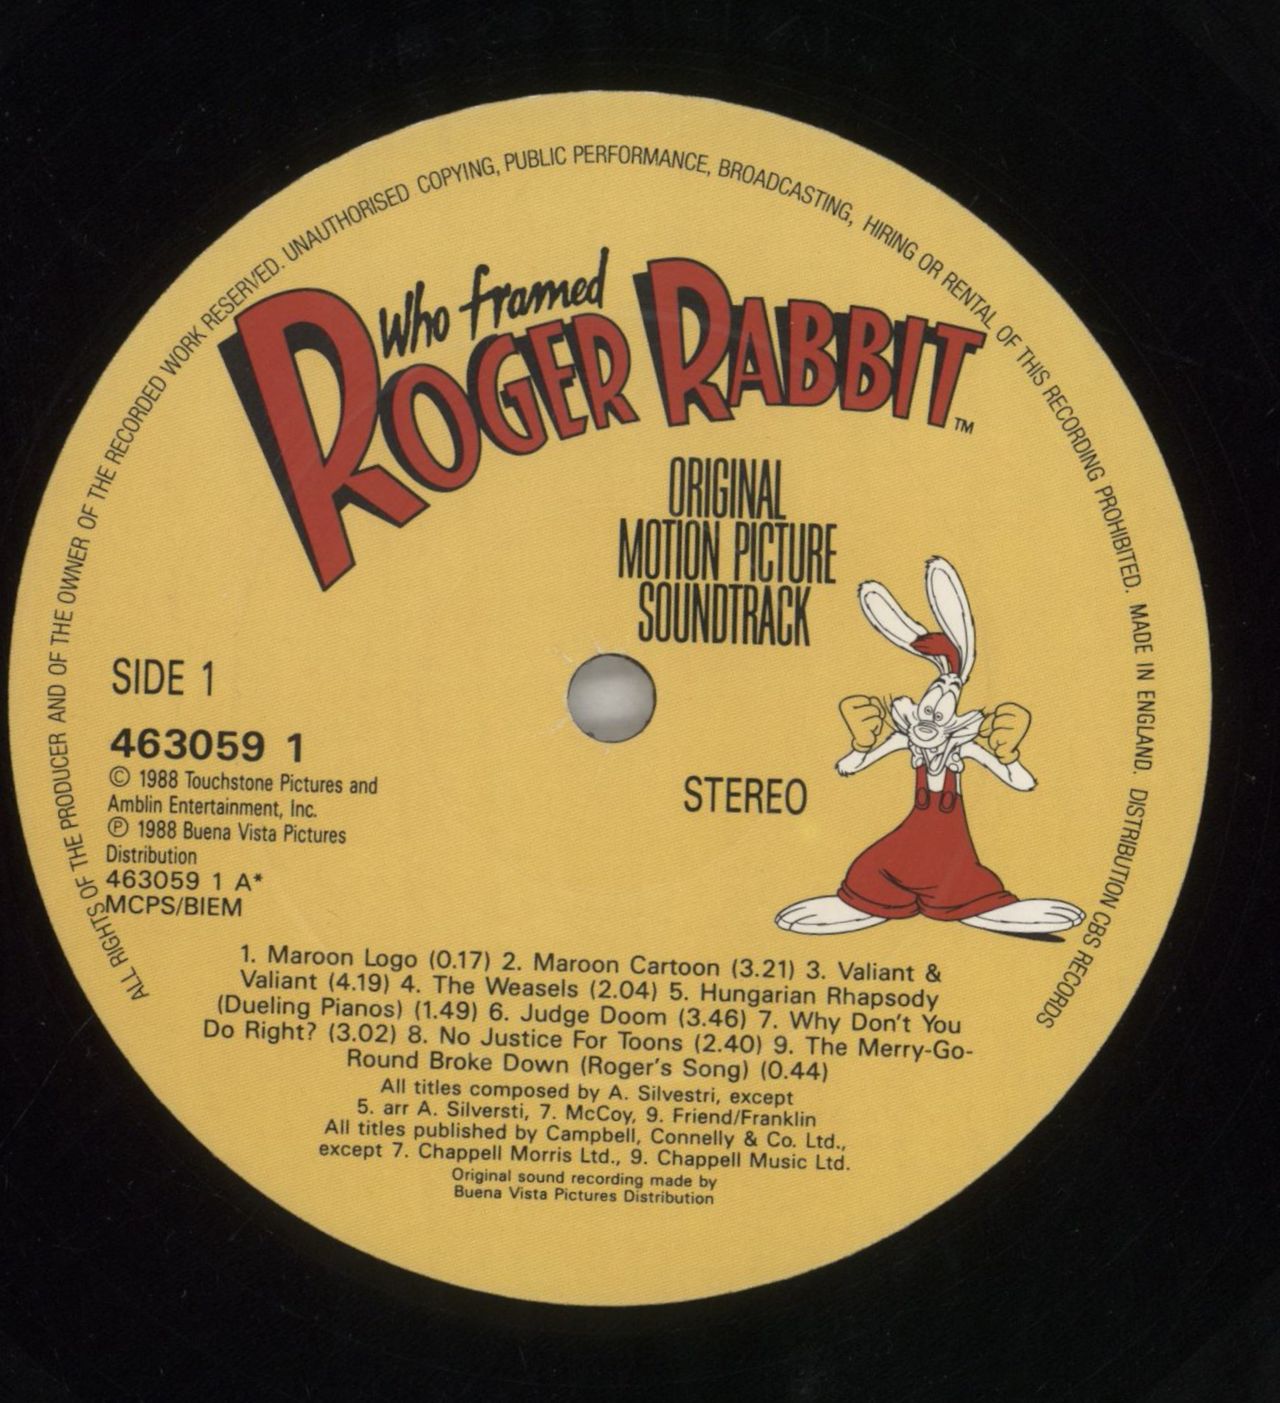 ALL RIGHTS OF THE PRODUCER AND OF THE OWNER OF THE RECORDED WORK RESERVED. UNAUTHORISED COPYING, PUBLIC PERFORMANCE, BROADCASTING, HIRING OR RENTAL OF THIS RECORDING PROHIBITED. MADE IN ENGLAND. DISTRIBUTION CBS RECORDS
Who framed
ROGER RABBIT™
ORIGINAL
MOTION PICTURE
SOUNDTRACK
SIDE 1
463059 1
© 1988 Touchstone Pictures and
Amblin Entertainment, Inc.
℗ 1988 Buena Vista Pictures
Distribution
463059 1 A*
MCPS/BIEM
STEREO
1. Maroon Logo (0.17) 2. Maroon Cartoon (3.21) 3. Valiant &
Valiant (4.19) 4. The Weasels (2.04) 5. Hungarian Rhapsody
(Dueling Pianos) (1.49) 6. Judge Doom (3.46) 7. Why Don't You
Do Right? (3.02) 8. No Justice For Toons (2.40) 9. The Merry-Go-
Round Broke Down (Roger's Song) (0.44)
All titles composed by A. Silvestri, except
5. arr A. Silversti, 7. McCoy, 9. Friend/Franklin
All titles published by Campbell, Connelly & Co. Ltd.,
except 7. Chappell Morris Ltd., 9. Chappell Music Ltd.
Original sound recording made by
Buena Vista Pictures Distribution